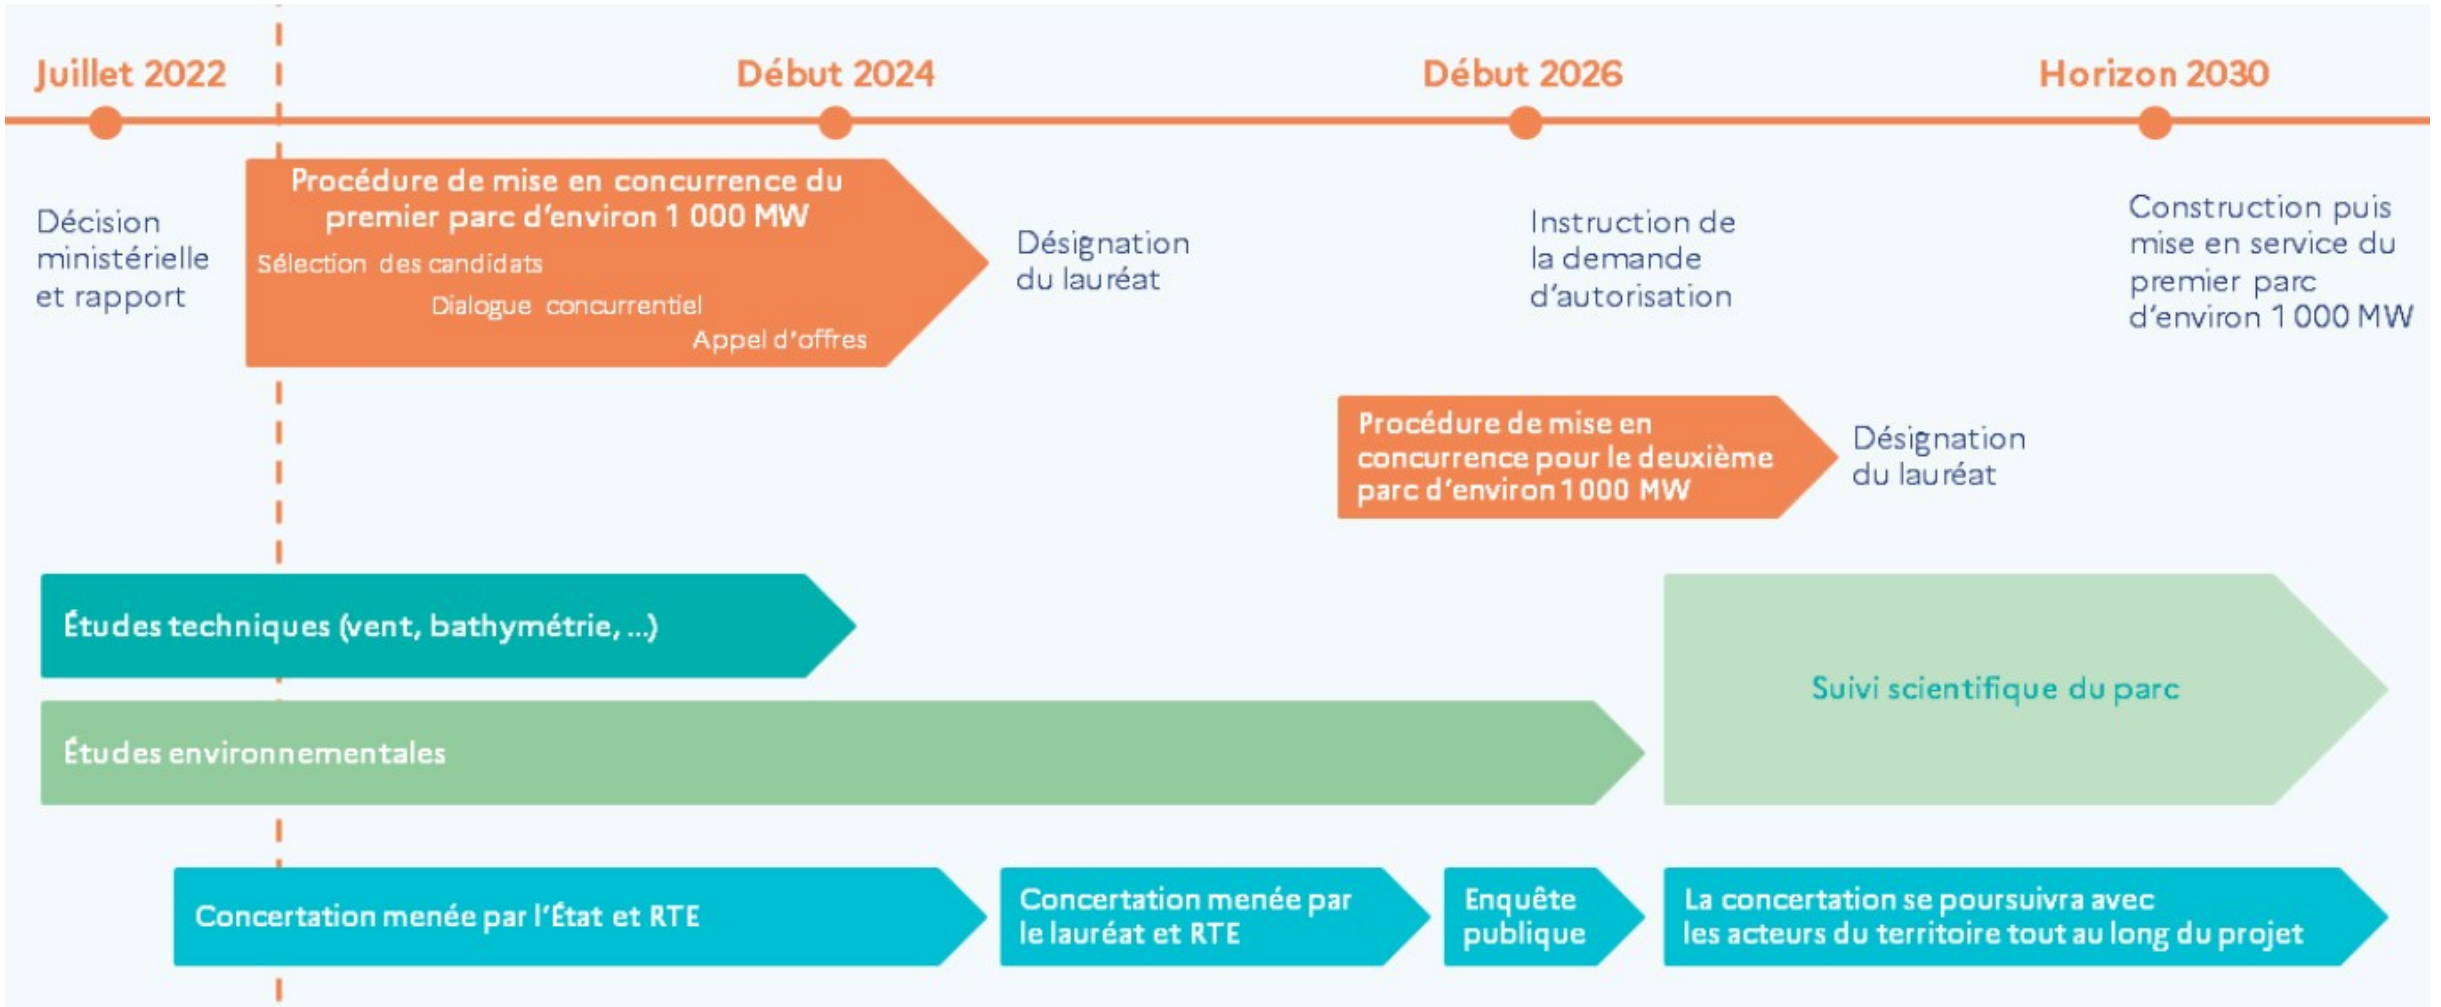 Juillet 2022
Début 2024
Début 2026
Horizon 2030
Décision
ministérielle
et rapport
Procédure de mise en concurrence du
premier parc d'environ 1 000 MW
Sélection des candidats
Dialogue concurrentiel
Appel d'offres
Désignation
du lauréat
Instruction de
la demande
d'autorisation
Construction puis
mise en service du
premier parc
d'environ 1 000 MW
Procédure de mise en
concurrence pour le deuxième
parc d'environ 1 000 MW
Désignation
du lauréat
Études techniques (vent, bathymétrie, ...)
Suivi scientifique du parc
Études environnementales
Concertation menée par l'État et RTE
Concertation menée par
le lauréat et RTE
Enquête
publique
La concertation se poursuivra avec
les acteurs du territoire tout au long du projet